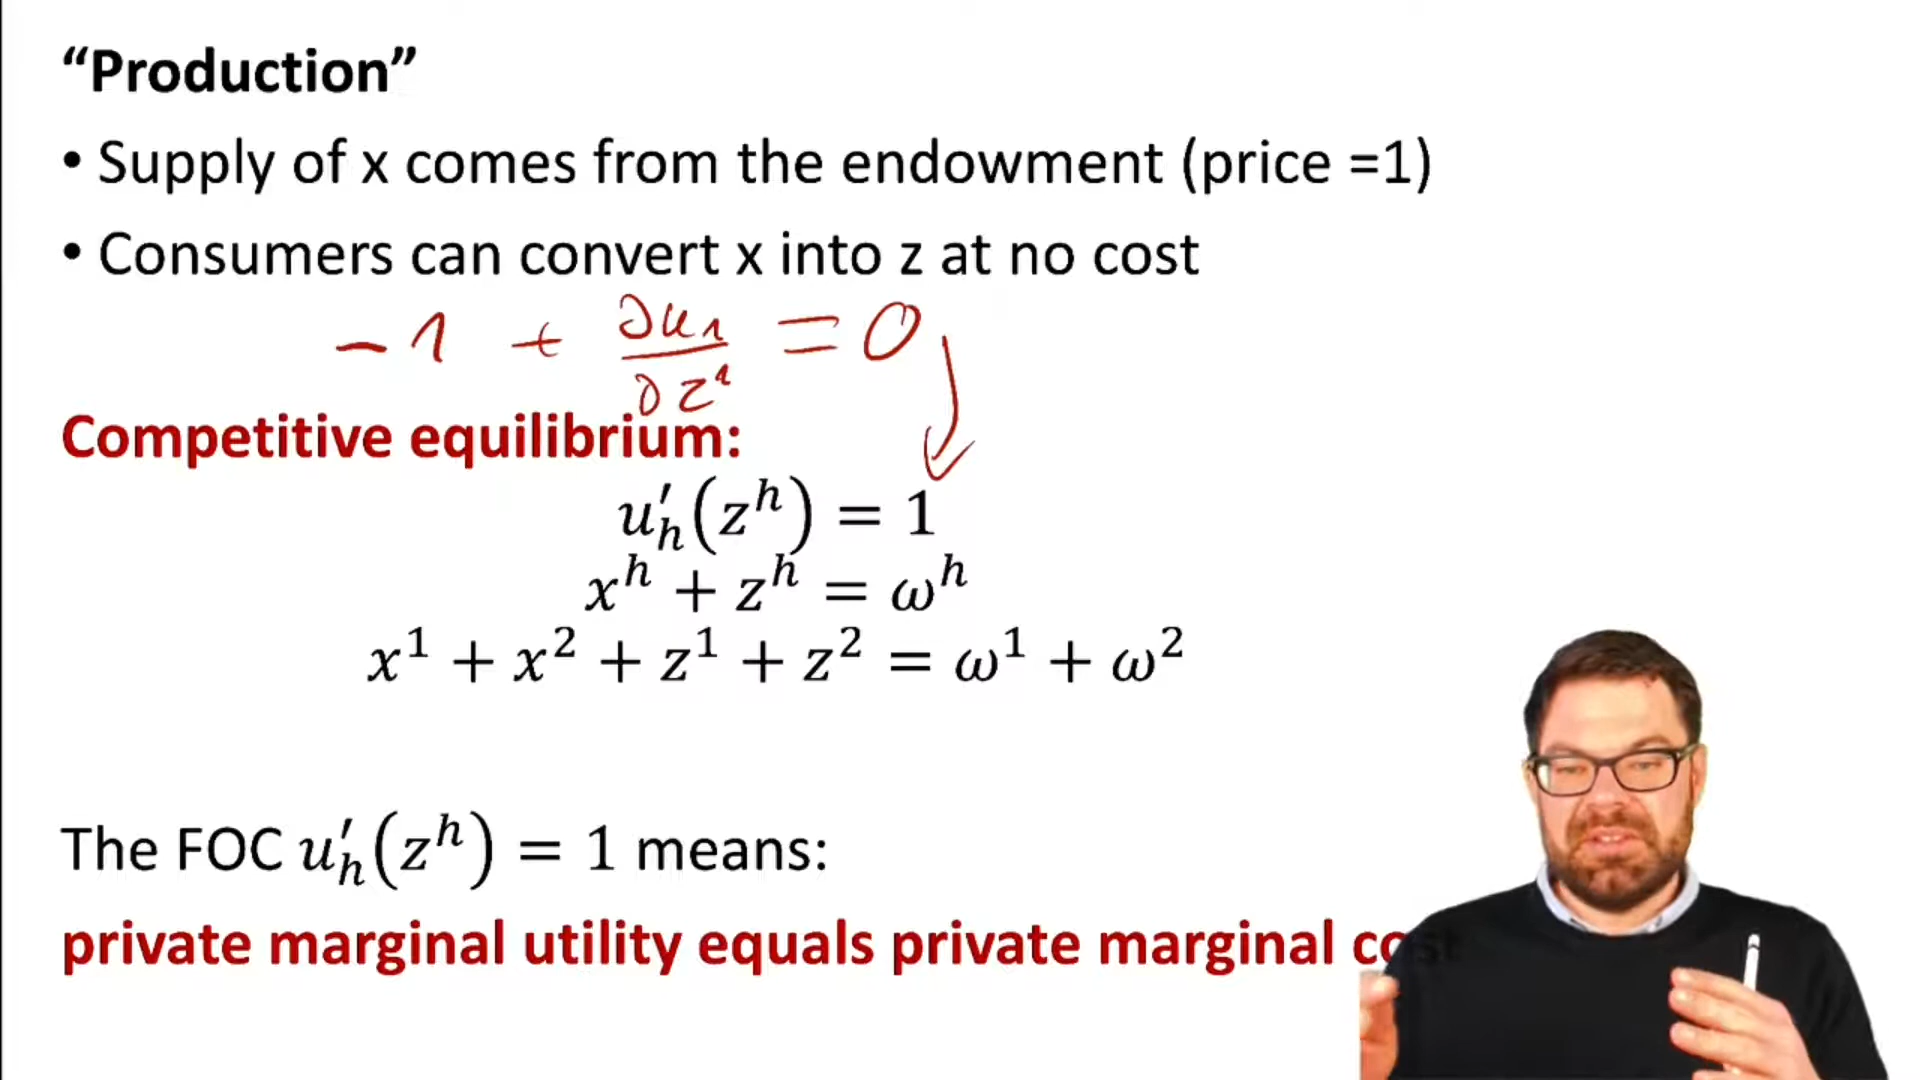 “Production”
• Supply of x comes from the endowment (price =1)
• Consumers can convert x into z at no cost
− 1 + ∂u₁/∂z¹ = 0
Competitive equilibrium:
u′ₕ(zʰ) = 1
xʰ + zʰ = ωʰ
x¹ + x² + z¹ + z² = ω¹ + ω²
The FOC u′ₕ(zʰ) = 1 means:
private marginal utility equals private marginal cost